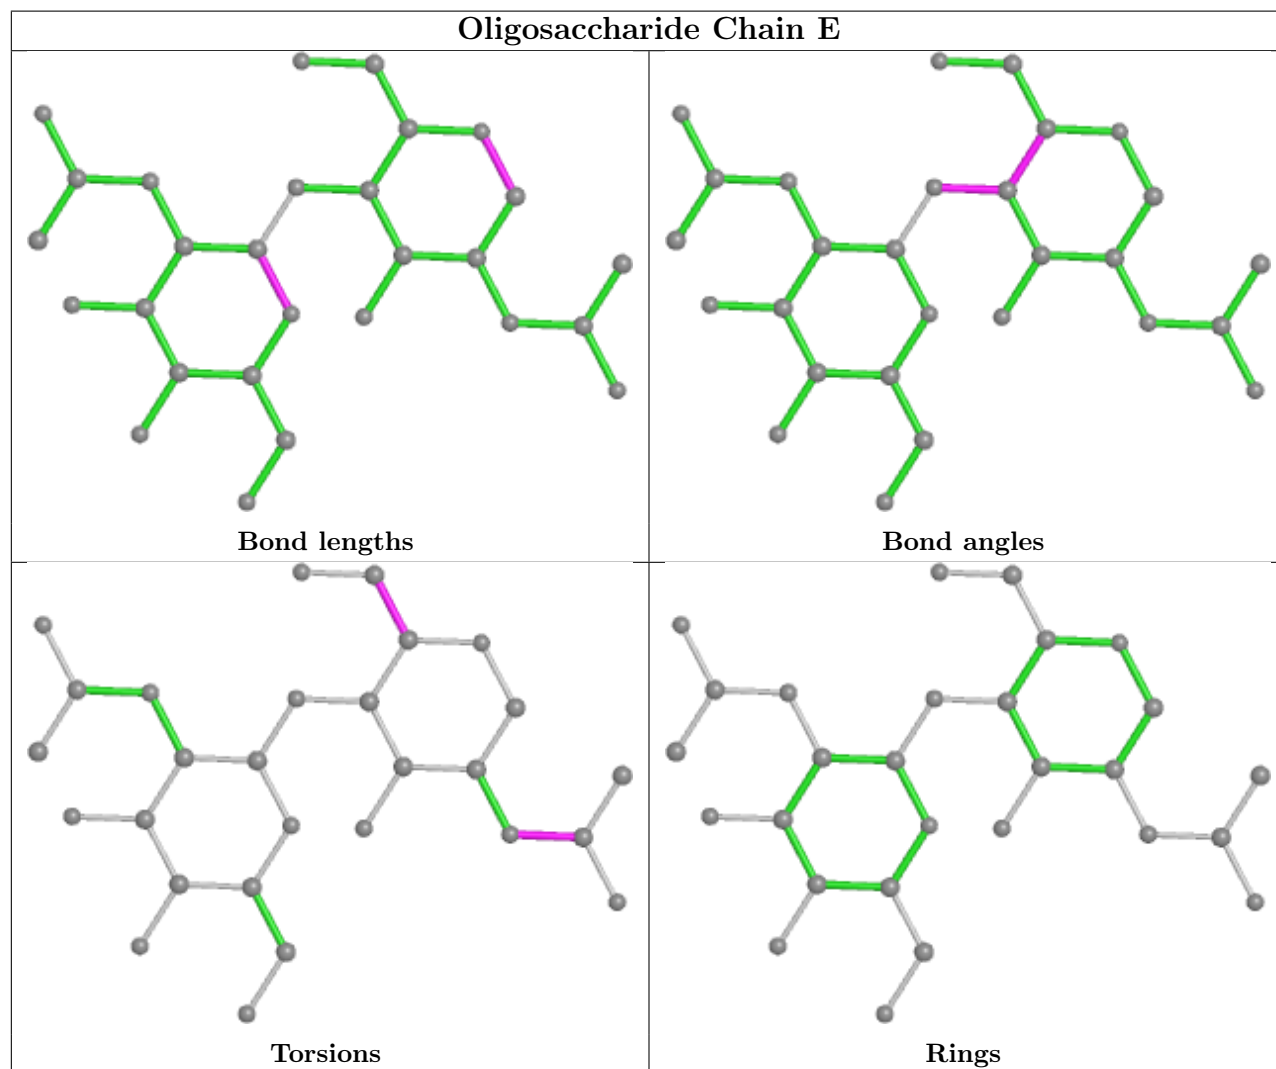 Oligosaccharide Chain E
Bond lengths
Bond angles
Torsions
Rings